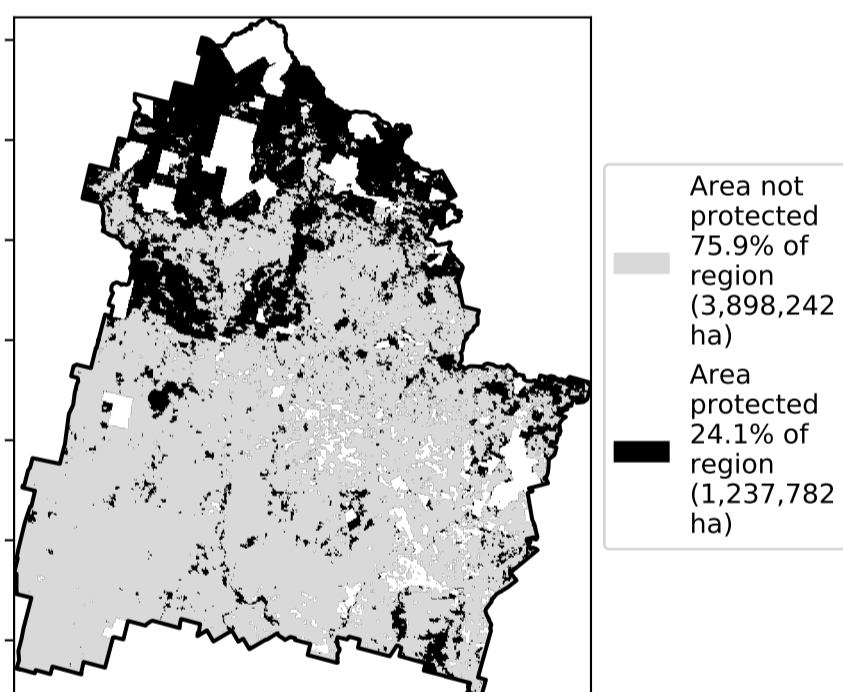 Area not
protected
75.9% of
region
(3,898,242
ha)
Area
protected
24.1% of
region
(1,237,782
ha)